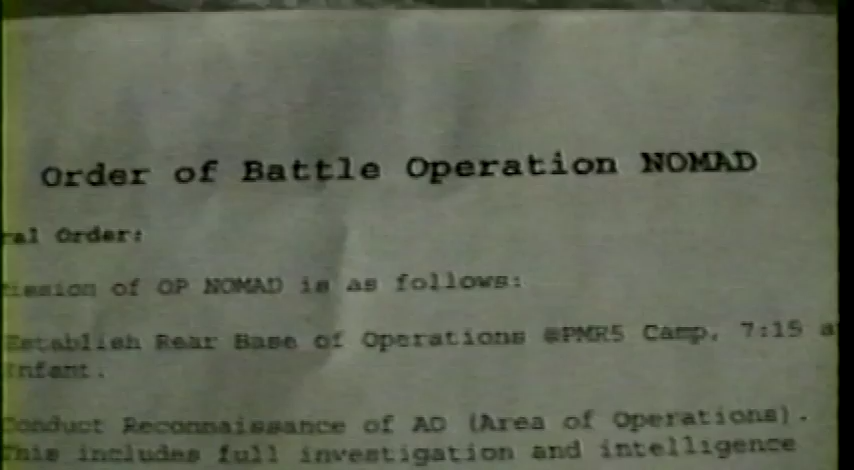 Order of Battle Operation NOMAD
ral Order:
ission of OP NOMAD is as follows:
Establish Rear Base of Operations @PMR5 Camp, 7:15 a
Infant.
Conduct Reconnaissance of AO (Area of Operations).
This includes full investigation and intelligence